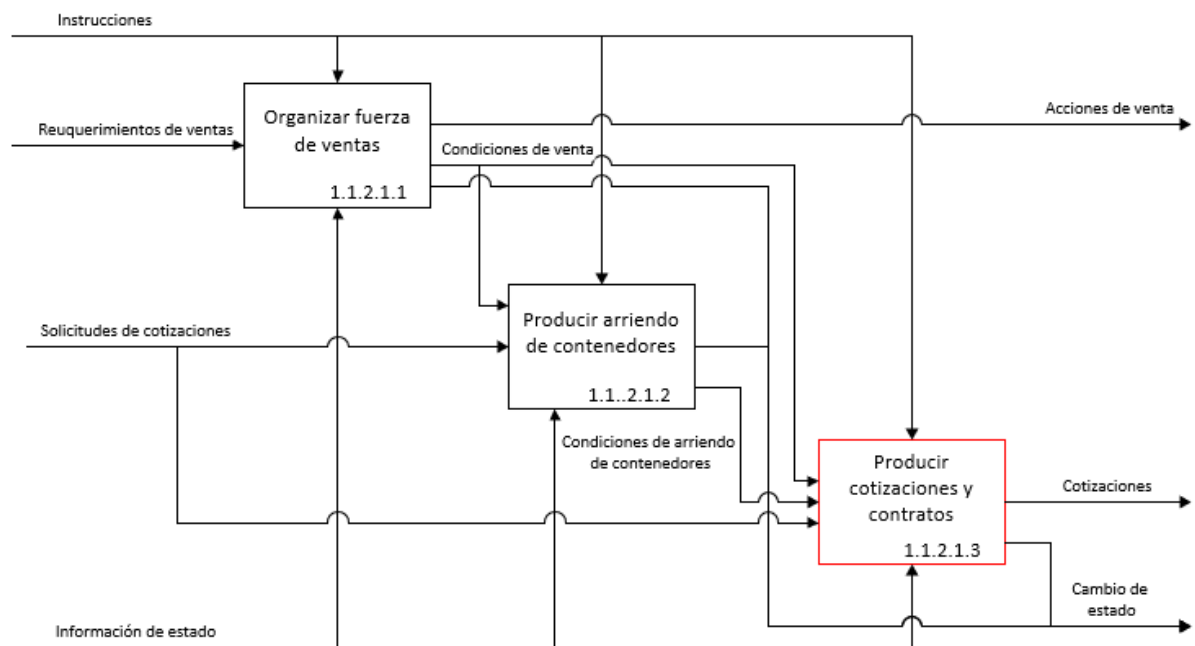 Instrucciones
Organizar fuerza
de ventas
1.1.2.1.1
Reuquerimientos de ventas
Acciones de venta
Condiciones de venta
Solicitudes de cotizaciones
Producir arriendo
de contenedores
1.1..2.1.2
Condiciones de arriendo
de contenedores
Producir
cotizaciones y
contratos
1.1.2.1.3
Cotizaciones
Cambio de
estado
Información de estado